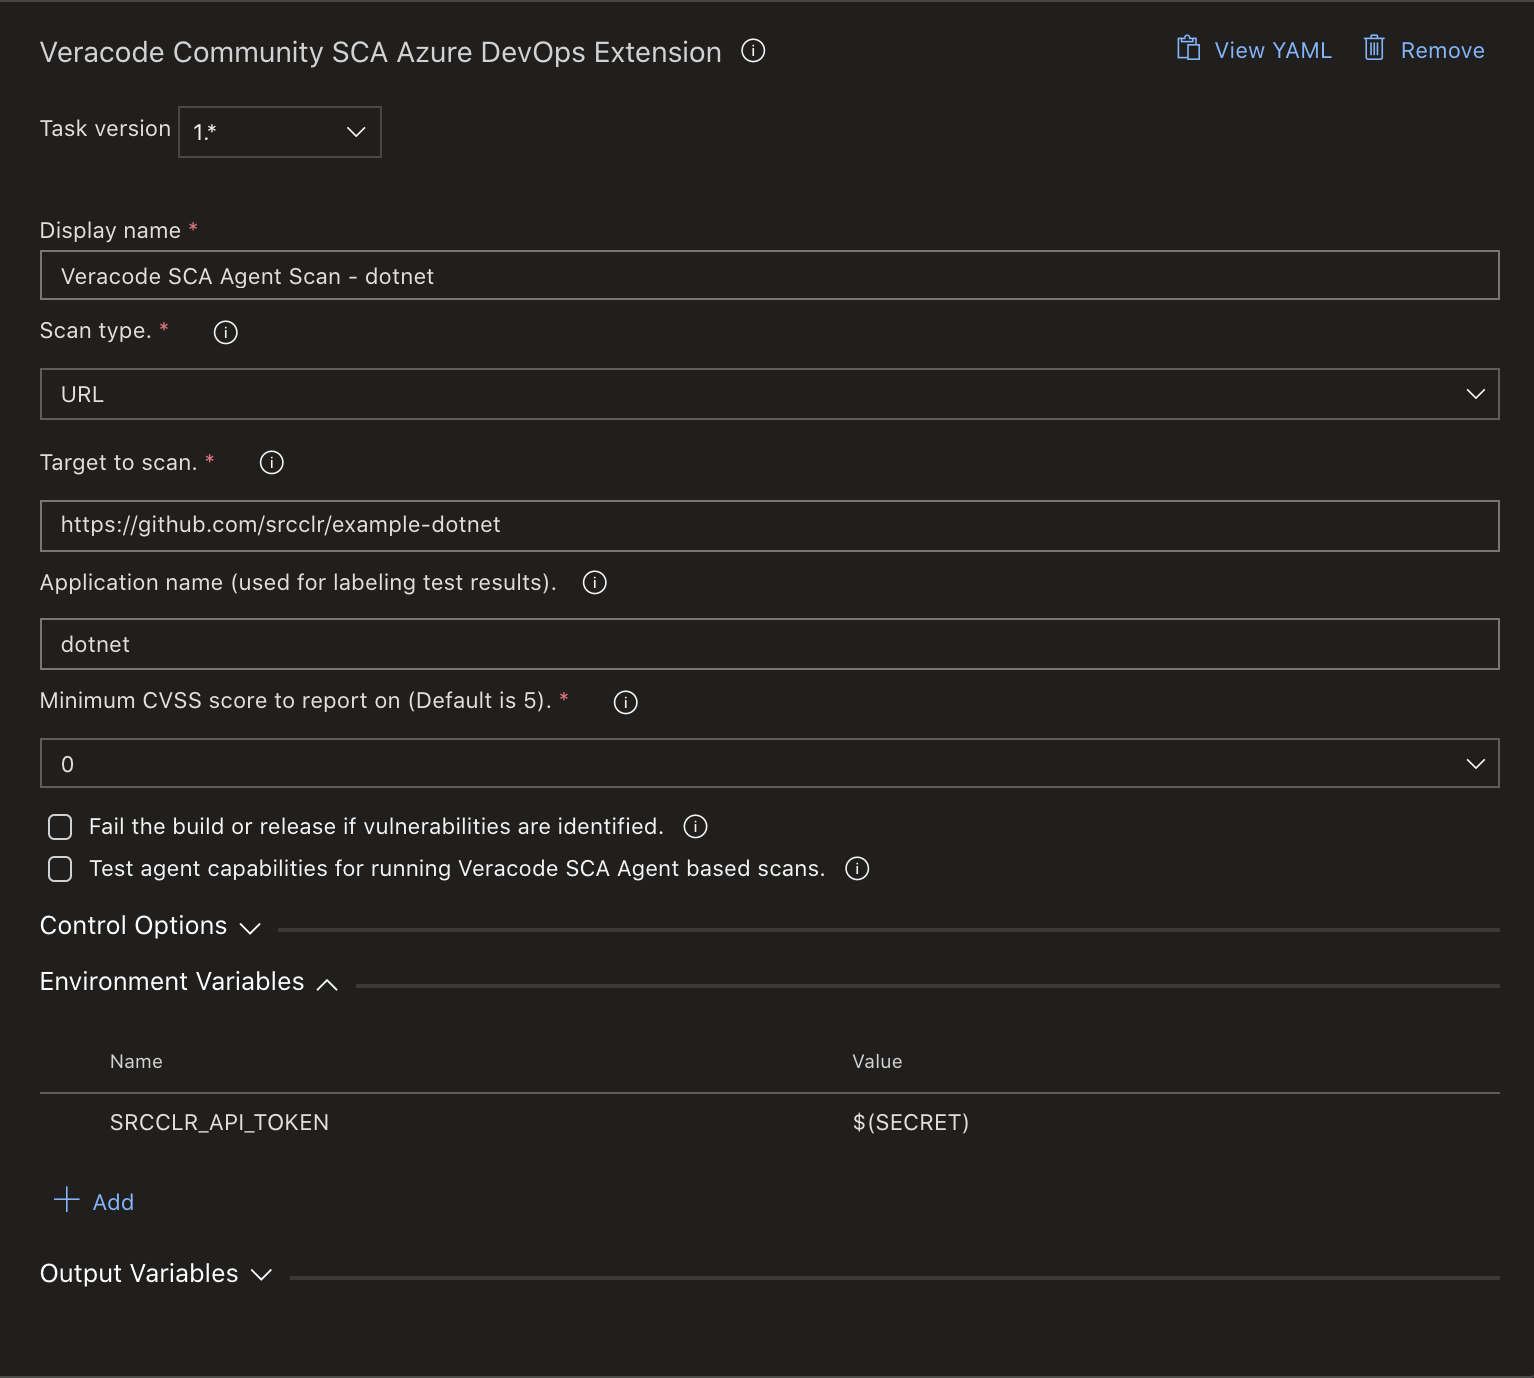 Veracode Community SCA Azure DevOps Extension
View YAML
Remove
Task version 1.*
Display name *
Veracode SCA Agent Scan - dotnet
Scan type. *
URL
Target to scan. *
https://github.com/srcclr/example-dotnet
Application name (used for labeling test results).
dotnet
Minimum CVSS score to report on (Default is 5). *
0
Fail the build or release if vulnerabilities are identified.
Test agent capabilities for running Veracode SCA Agent based scans.
Control Options
Environment Variables
Name Value
SRCCLR_API_TOKEN $(SECRET)
Add
Output Variables